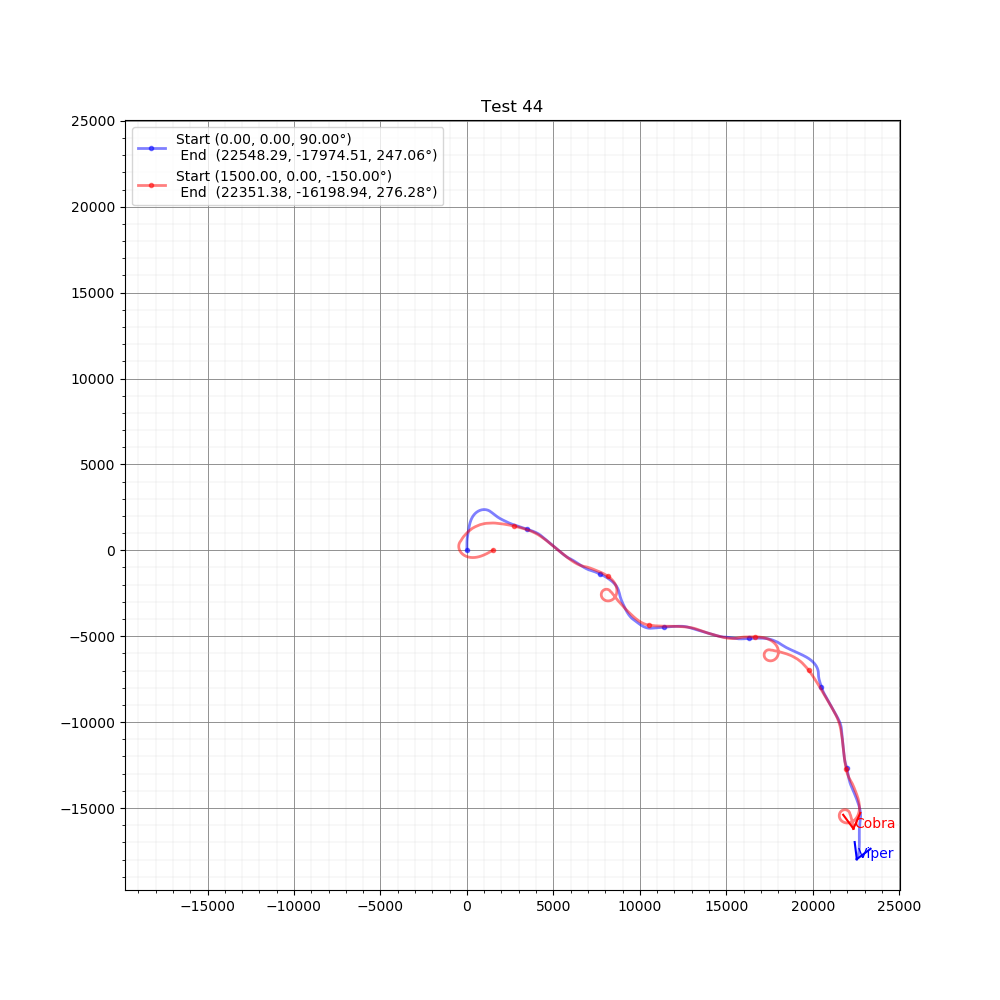 Test 44
Start (0.00, 0.00, 90.00°)
End (22548.29, -17974.51, 247.06°)
Start (1500.00, 0.00, -150.00°)
End (22351.38, -16198.94, 276.28°)
25000
20000
15000
10000
5000
0
−5000
−10000
−15000
Cobra
Viper
−15000 −10000 −5000 0 5000 10000 15000 20000 25000